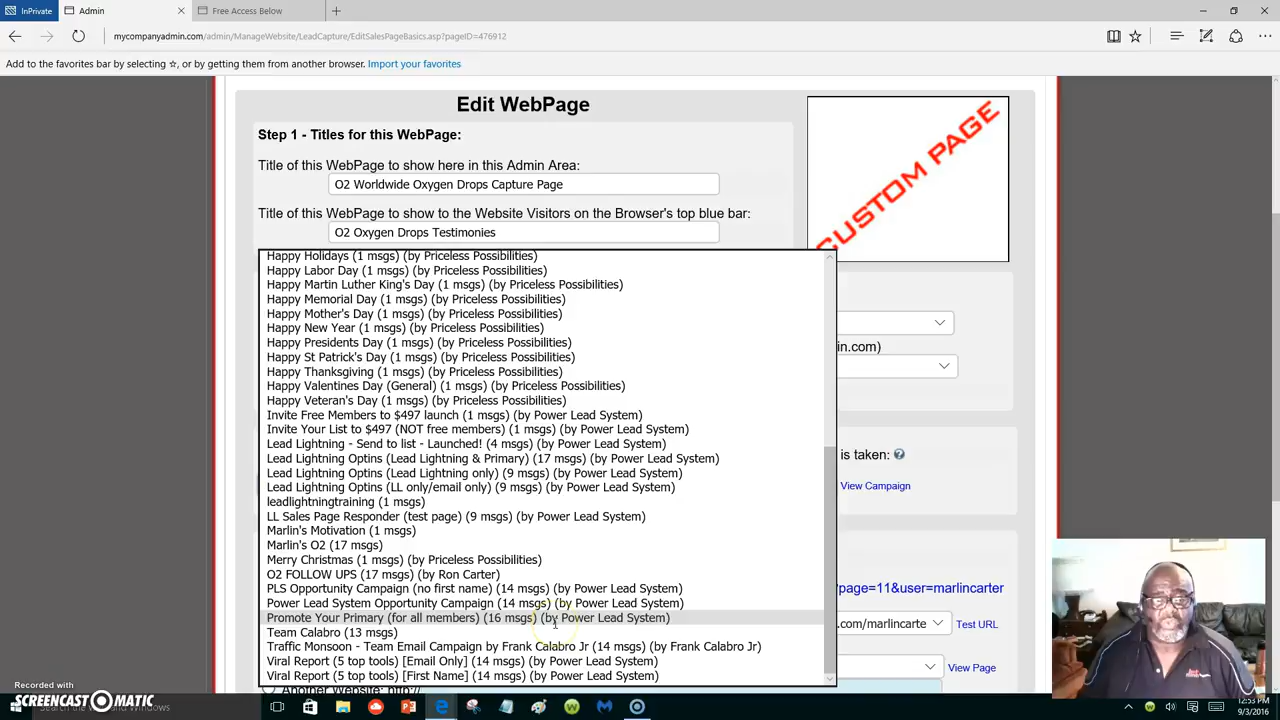 InPrivate
Admin
Free Access Below
mycompanyadmin.com/admin/ManageWebsite/LeadCapture/EditSalesPageBasics.asp?pageID=476912
Add to the favorites bar by selecting ☆, or by getting them from another browser. Import your favorites
Edit WebPage
Step 1 - Titles for this WebPage:
Title of this WebPage to show here in this Admin Area:
O2 Worldwide Oxygen Drops Capture Page
Title of this WebPage to show to the Website Visitors on the Browser's top blue bar:
O2 Oxygen Drops Testimonies
CUSTOM PAGE
Happy Holidays (1 msgs) (by Priceless Possibilities)
Happy Labor Day (1 msgs) (by Priceless Possibilities)
Happy Martin Luther King's Day (1 msgs) (by Priceless Possibilities)
Happy Memorial Day (1 msgs) (by Priceless Possibilities)
Happy Mother's Day (1 msgs) (by Priceless Possibilities)
Happy New Year (1 msgs) (by Priceless Possibilities)
Happy Presidents Day (1 msgs) (by Priceless Possibilities)
in.com)
Happy St Patrick's Day (1 msgs) (by Priceless Possibilities)
Happy Thanksgiving (1 msgs) (by Priceless Possibilities)
Happy Valentines Day (General) (1 msgs) (by Priceless Possibilities)
Happy Veteran's Day (1 msgs) (by Priceless Possibilities)
Invite Free Members to $497 launch (1 msgs) (by Power Lead System)
Invite Your List to $497 (NOT free members) (1 msgs) (by Power Lead System)
Lead Lightning - Send to list - Launched! (4 msgs) (by Power Lead System)
is taken:
Lead Lightning Optins (Lead Lightning & Primary) (17 msgs) (by Power Lead System)
Lead Lightning Optins (Lead Lightning only) (9 msgs) (by Power Lead System)
Lead Lightning Optins (LL only/email only) (9 msgs) (by Power Lead System)
View Campaign
leadlightningtraining (1 msgs)
LL Sales Page Responder (test page) (9 msgs) (by Power Lead System)
Marlin's Motivation (1 msgs)
Marlin's O2 (17 msgs)
Merry Christmas (1 msgs) (by Priceless Possibilities)
O2 FOLLOW UPS (17 msgs) (by Ron Carter)
PLS Opportunity Campaign (no first name) (14 msgs) (by Power Lead System)
?page=11&user=marlincarter
Power Lead System Opportunity Campaign (14 msgs) (by Power Lead System)
Promote Your Primary (for all members) (16 msgs) (by Power Lead System)
.com/marlincarte
Test URL
Team Calabro (13 msgs)
Traffic Monsoon - Team Email Campaign by Frank Calabro Jr (14 msgs) (by Frank Calabro Jr)
Viral Report (5 top tools) [Email Only] (14 msgs) (by Power Lead System)
View Page
Viral Report (5 top tools) [First Name] (14 msgs) (by Power Lead System)
Another Website: http://
Recorded with
SCREENCAST-O-MATIC
12:53 PM
9/3/2016